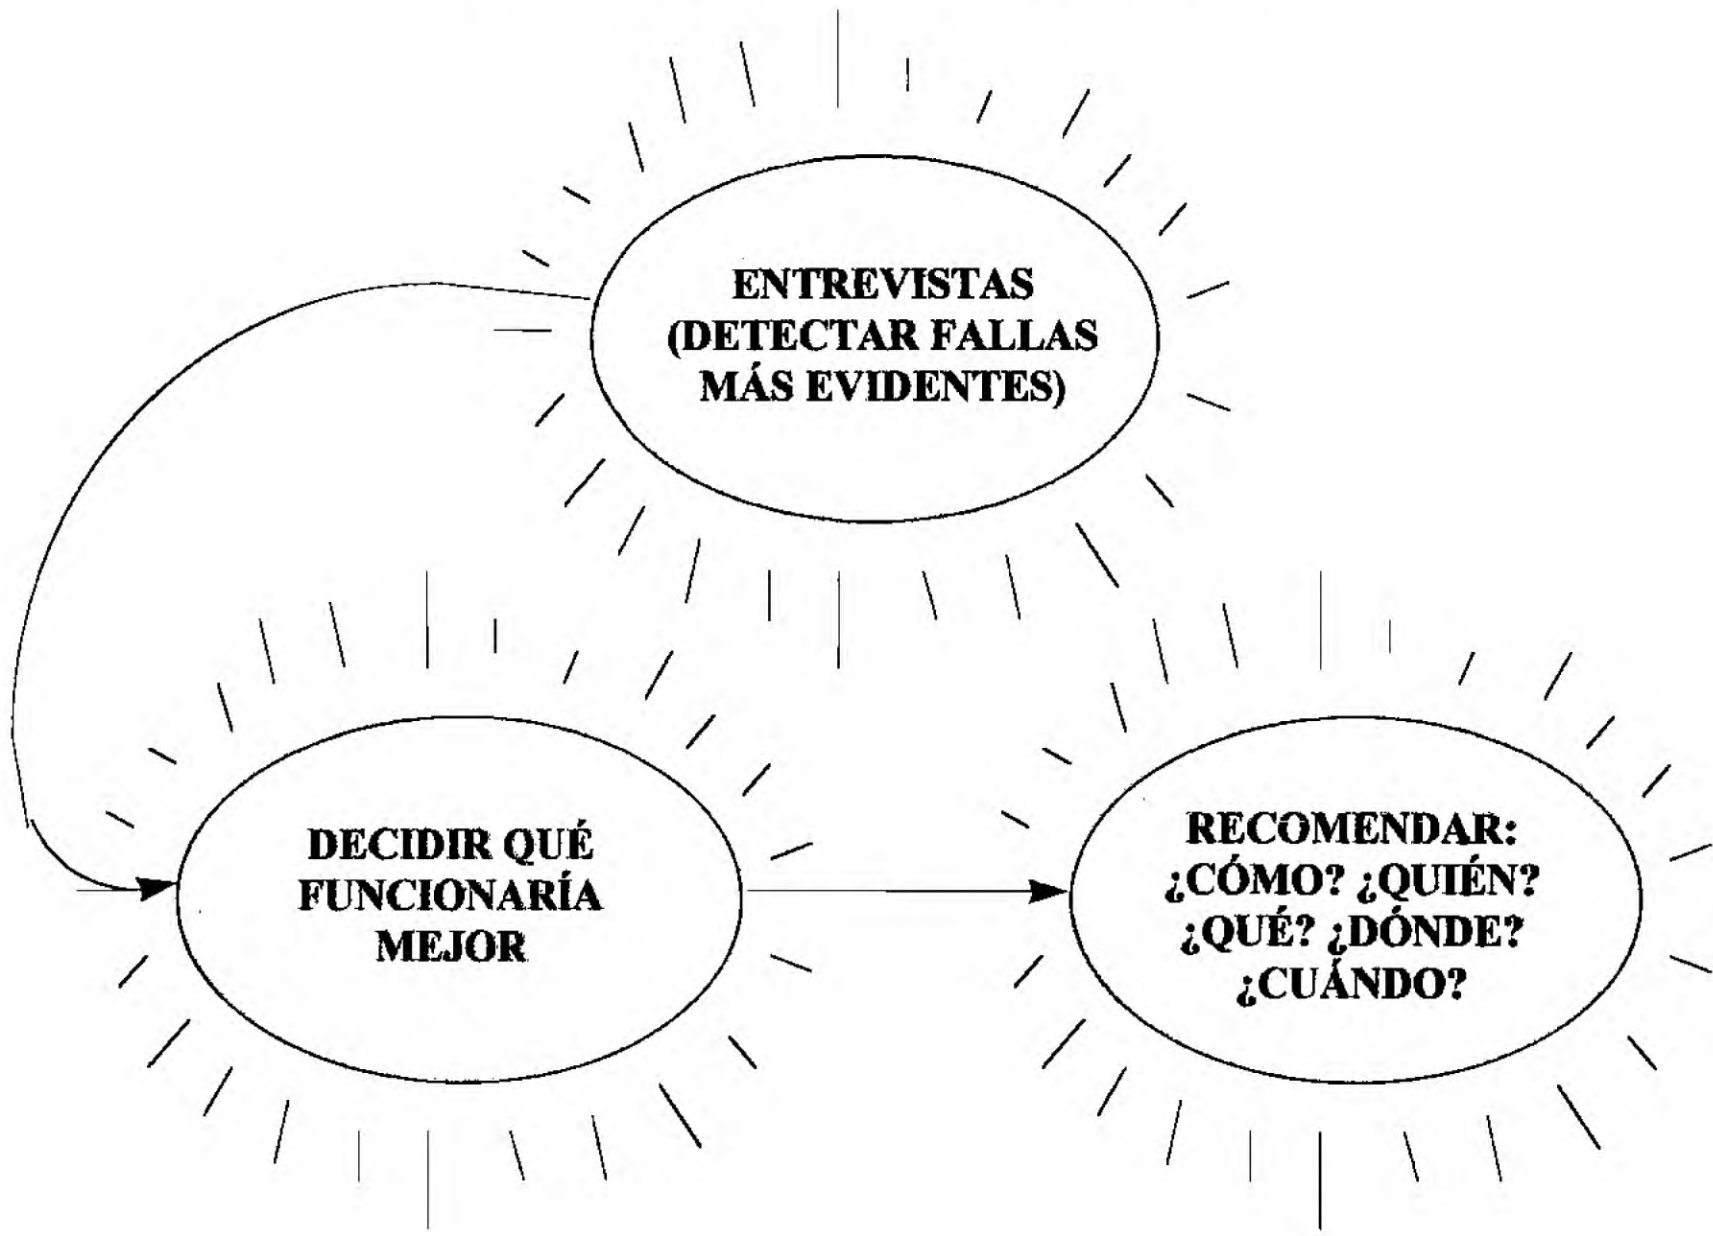 ENTREVISTAS
(DETECTAR FALLAS
MÁS EVIDENTES)
DECIDIR QUÉ
FUNCIONARÍA
MEJOR
RECOMENDAR:
¿CÓMO? ¿QUIÉN?
¿QUÉ? ¿DÓNDE?
¿CUÁNDO?